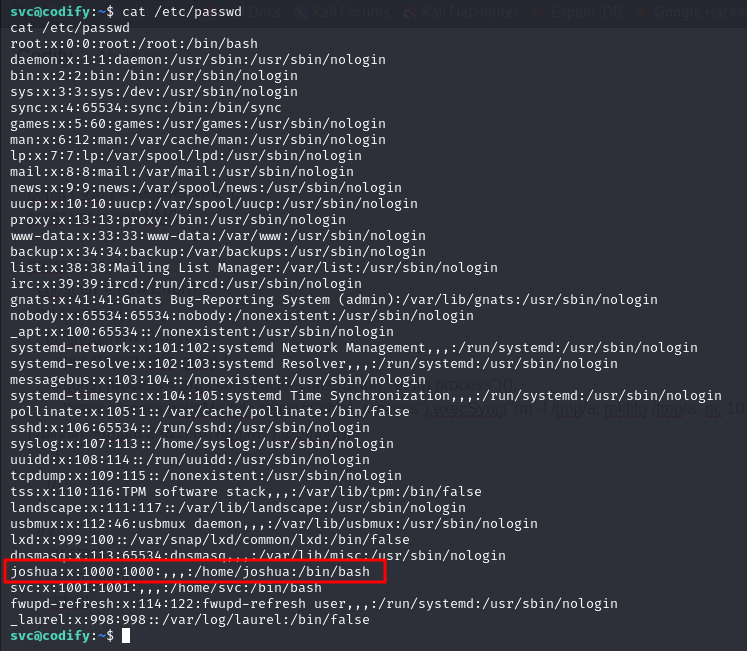 Docs Kali Forums Kali NetHunter Exploit-DB Google Hackin
svc@codify:~$ cat /etc/passwd
cat /etc/passwd
root:x:0:0:root:/root:/bin/bash
daemon:x:1:1:daemon:/usr/sbin:/usr/sbin/nologin
bin:x:2:2:bin:/bin:/usr/sbin/nologin
sys:x:3:3:sys:/dev:/usr/sbin/nologin
sync:x:4:65534:sync:/bin:/bin/sync
games:x:5:60:games:/usr/games:/usr/sbin/nologin
man:x:6:12:man:/var/cache/man:/usr/sbin/nologin
lp:x:7:7:lp:/var/spool/lpd:/usr/sbin/nologin
mail:x:8:8:mail:/var/mail:/usr/sbin/nologin
news:x:9:9:news:/var/spool/news:/usr/sbin/nologin
uucp:x:10:10:uucp:/var/spool/uucp:/usr/sbin/nologin
proxy:x:13:13:proxy:/bin:/usr/sbin/nologin
www-data:x:33:33:www-data:/var/www:/usr/sbin/nologin
backup:x:34:34:backup:/var/backups:/usr/sbin/nologin
list:x:38:38:Mailing List Manager:/var/list:/usr/sbin/nologin
irc:x:39:39:ircd:/run/ircd:/usr/sbin/nologin
gnats:x:41:41:Gnats Bug-Reporting System (admin):/var/lib/gnats:/usr/sbin/nologin
nobody:x:65534:65534:nobody:/nonexistent:/usr/sbin/nologin
_apt:x:100:65534::/nonexistent:/usr/sbin/nologin
systemd-network:x:101:102:systemd Network Management,,,:/run/systemd:/usr/sbin/nologin
systemd-resolve:x:102:103:systemd Resolver,,,:/run/systemd:/usr/sbin/nologin
messagebus:x:103:104::/nonexistent:/usr/sbin/nologin
systemd-timesync:x:104:105:systemd Time Synchronization,,,:/run/systemd:/usr/sbin/nologin
pollinate:x:105:1::/var/cache/pollinate:/bin/false
sshd:x:106:65534::/run/sshd:/usr/sbin/nologin
syslog:x:107:113::/home/syslog:/usr/sbin/nologin
uuidd:x:108:114::/run/uuidd:/usr/sbin/nologin
tcpdump:x:109:115::/nonexistent:/usr/sbin/nologin
tss:x:110:116:TPM software stack,,,:/var/lib/tpm:/bin/false
landscape:x:111:117::/var/lib/landscape:/usr/sbin/nologin
usbmux:x:112:46:usbmux daemon,,,:/var/lib/usbmux:/usr/sbin/nologin
lxd:x:999:100::/var/snap/lxd/common/lxd:/bin/false
dnsmasq:x:113:65534:dnsmasq,,,:/var/lib/misc:/usr/sbin/nologin
joshua:x:1000:1000:,,,:/home/joshua:/bin/bash
svc:x:1001:1001:,,,:/home/svc:/bin/bash
fwupd-refresh:x:114:122:fwupd-refresh user,,,:/run/systemd:/usr/sbin/nologin
_laurel:x:998:998::/var/log/laurel:/bin/false
svc@codify:~$